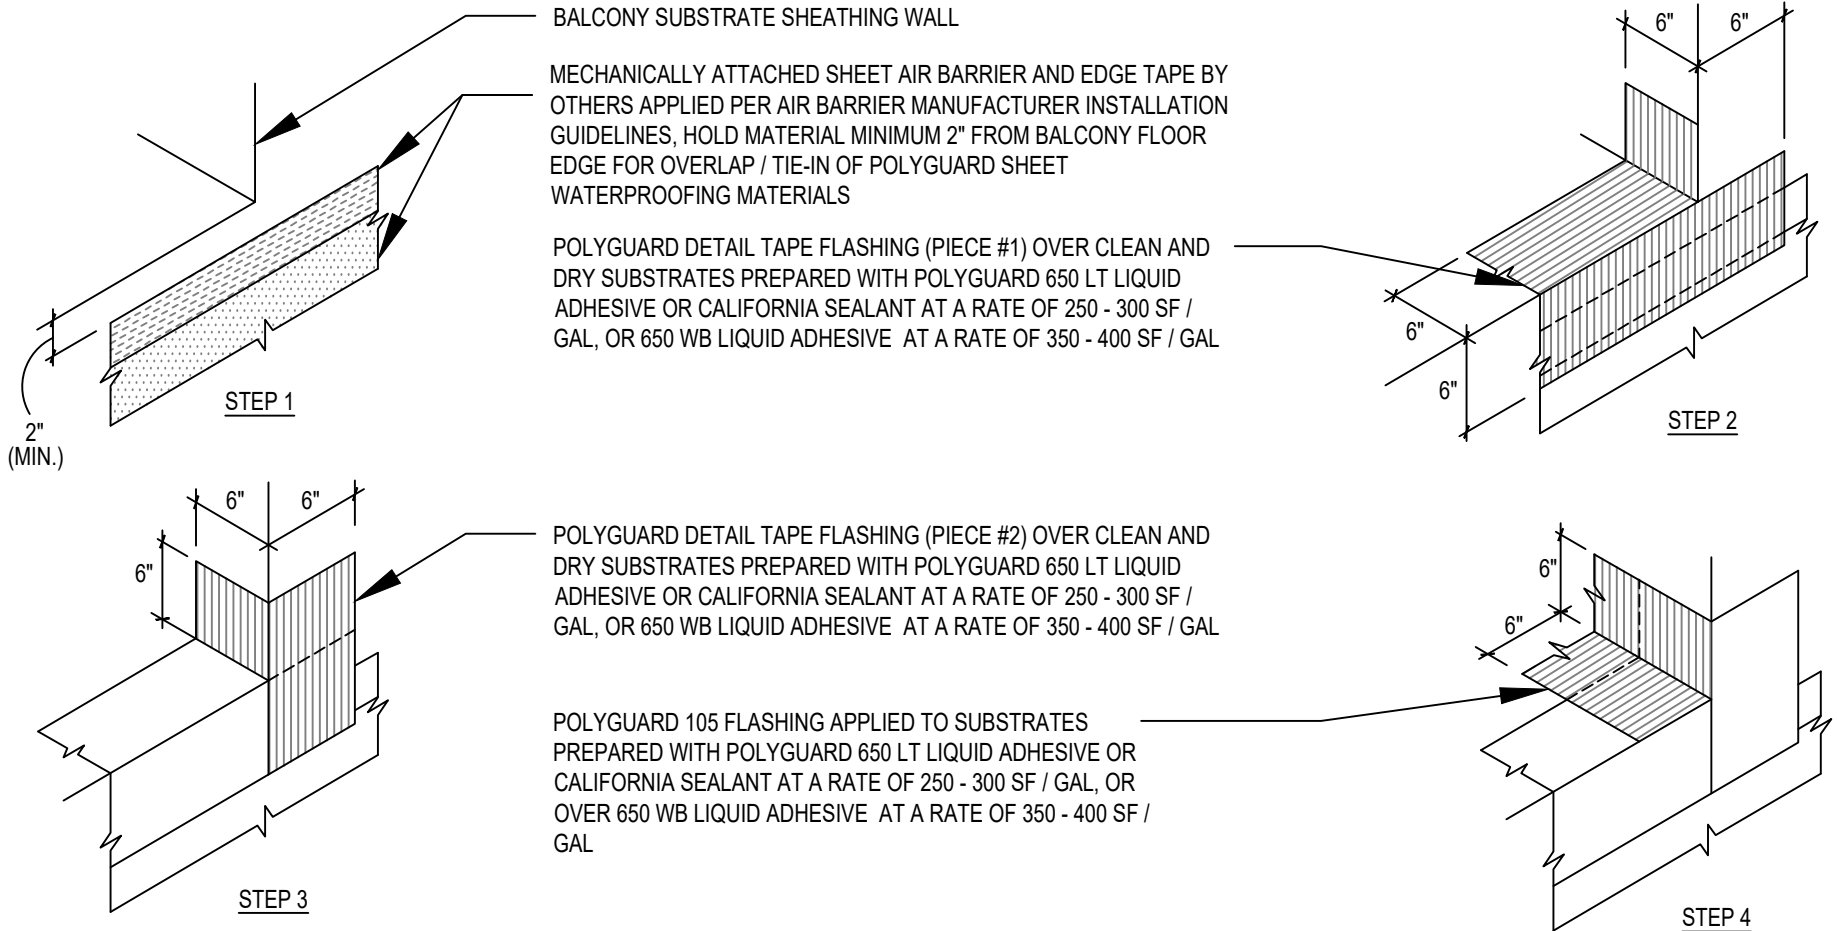 BALCONY SUBSTRATE SHEATHING WALL
MECHANICALLY ATTACHED SHEET AIR BARRIER AND EDGE TAPE BY
OTHERS APPLIED PER AIR BARRIER MANUFACTURER INSTALLATION
GUIDELINES, HOLD MATERIAL MINIMUM 2" FROM BALCONY FLOOR
EDGE FOR OVERLAP / TIE-IN OF POLYGUARD SHEET
WATERPROOFING MATERIALS
2"
(MIN.)
STEP 1
POLYGUARD DETAIL TAPE FLASHING (PIECE #1) OVER CLEAN AND
DRY SUBSTRATES PREPARED WITH POLYGUARD 650 LT LIQUID
ADHESIVE OR CALIFORNIA SEALANT AT A RATE OF 250 - 300 SF /
GAL, OR 650 WB LIQUID ADHESIVE AT A RATE OF 350 - 400 SF / GAL
6"
6"
6"
6"
STEP 2
6"
6"
6"
STEP 3
POLYGUARD DETAIL TAPE FLASHING (PIECE #2) OVER CLEAN AND
DRY SUBSTRATES PREPARED WITH POLYGUARD 650 LT LIQUID
ADHESIVE OR CALIFORNIA SEALANT AT A RATE OF 250 - 300 SF /
GAL, OR 650 WB LIQUID ADHESIVE AT A RATE OF 350 - 400 SF / GAL
POLYGUARD 105 FLASHING APPLIED TO SUBSTRATES
PREPARED WITH POLYGUARD 650 LT LIQUID ADHESIVE OR
CALIFORNIA SEALANT AT A RATE OF 250 - 300 SF / GAL, OR
OVER 650 WB LIQUID ADHESIVE AT A RATE OF 350 - 400 SF /
GAL
6"
6"
STEP 4